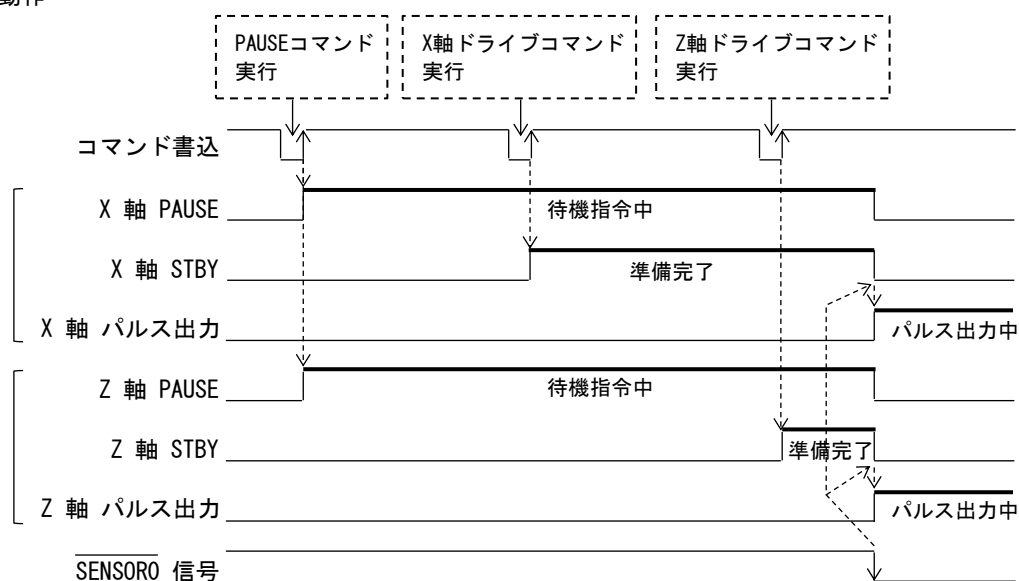 PAUSEコマンド
実行
X軸ドライブコマンド
実行
Z軸ドライブコマンド
実行
コマンド書込
X 軸 PAUSE
待機指令中
X 軸 STBY
準備完了
X 軸 パルス出力
パルス出力中
Z 軸 PAUSE
待機指令中
Z 軸 STBY
準備完了
Z 軸 パルス出力
パルス出力中
SENSOR0 信号